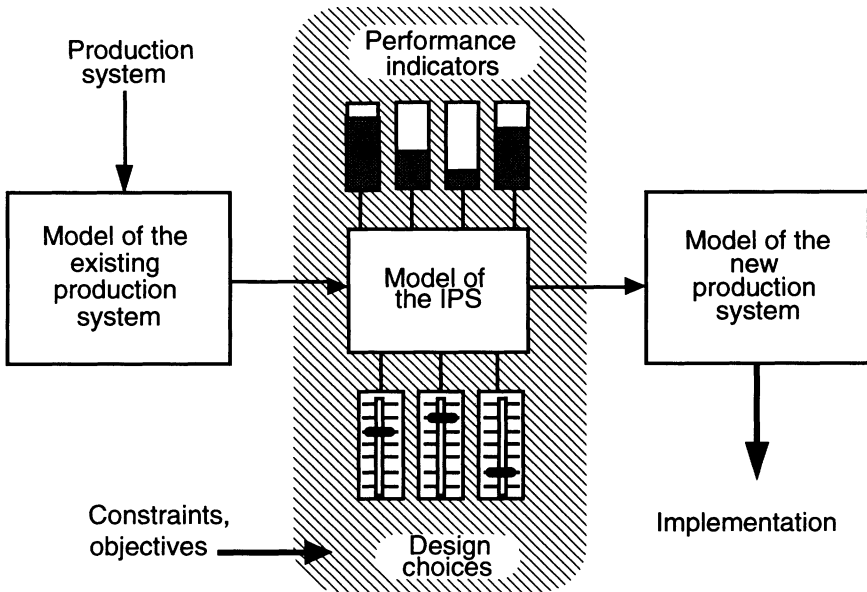 Production
system
Performance
indicators
Model of the
existing
production
system
Model of
the IPS
Model of the
new
production
system
Constraints,
objectives
Design
choices
Implementation